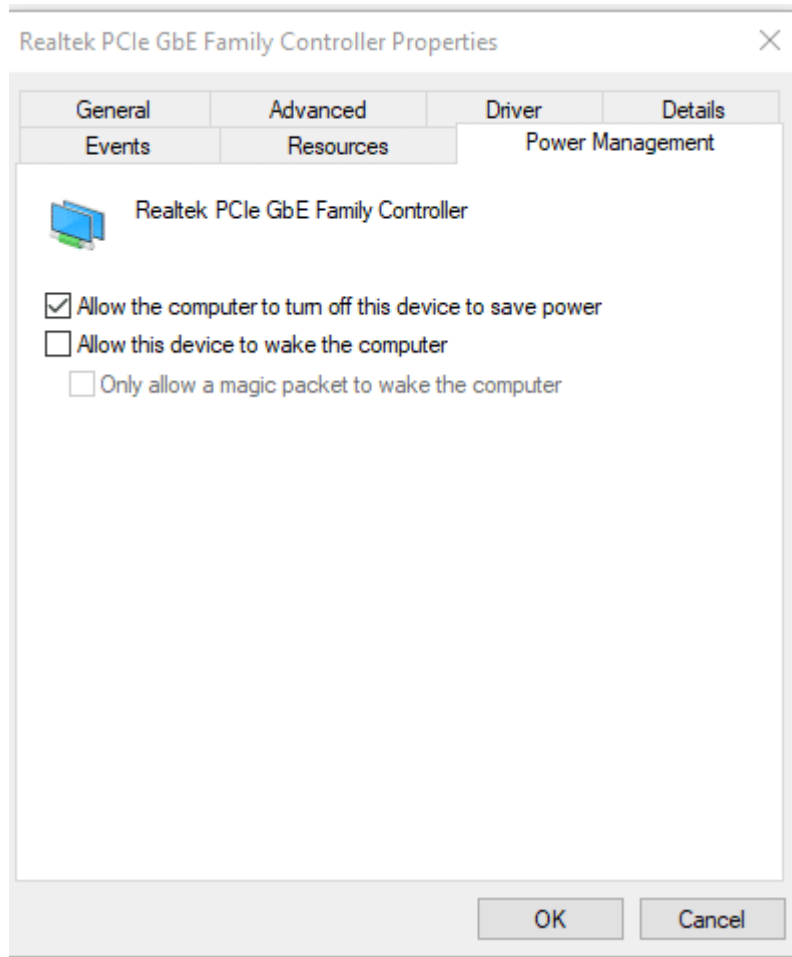 Realtek PCIe GbE Family Controller Properties
General Advanced Driver Details
Events Resources Power Management
Realtek PCIe GbE Family Controller
Allow the computer to turn off this device to save power
Allow this device to wake the computer
Only allow a magic packet to wake the computer
OK Cancel